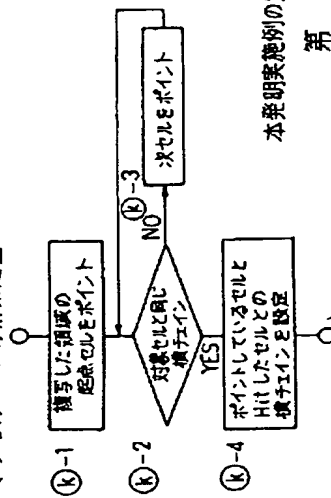 ⓚ-1
複写した領域の
起点セルをポイント
ⓚ-2
対象セルと同じ
横チェイン
NO
ⓚ-3
次セルをポイント
YES
ⓚ-4
ポイントしているセルと
Hitしたセルとの
横チェインを設定
本発明実施例の
第